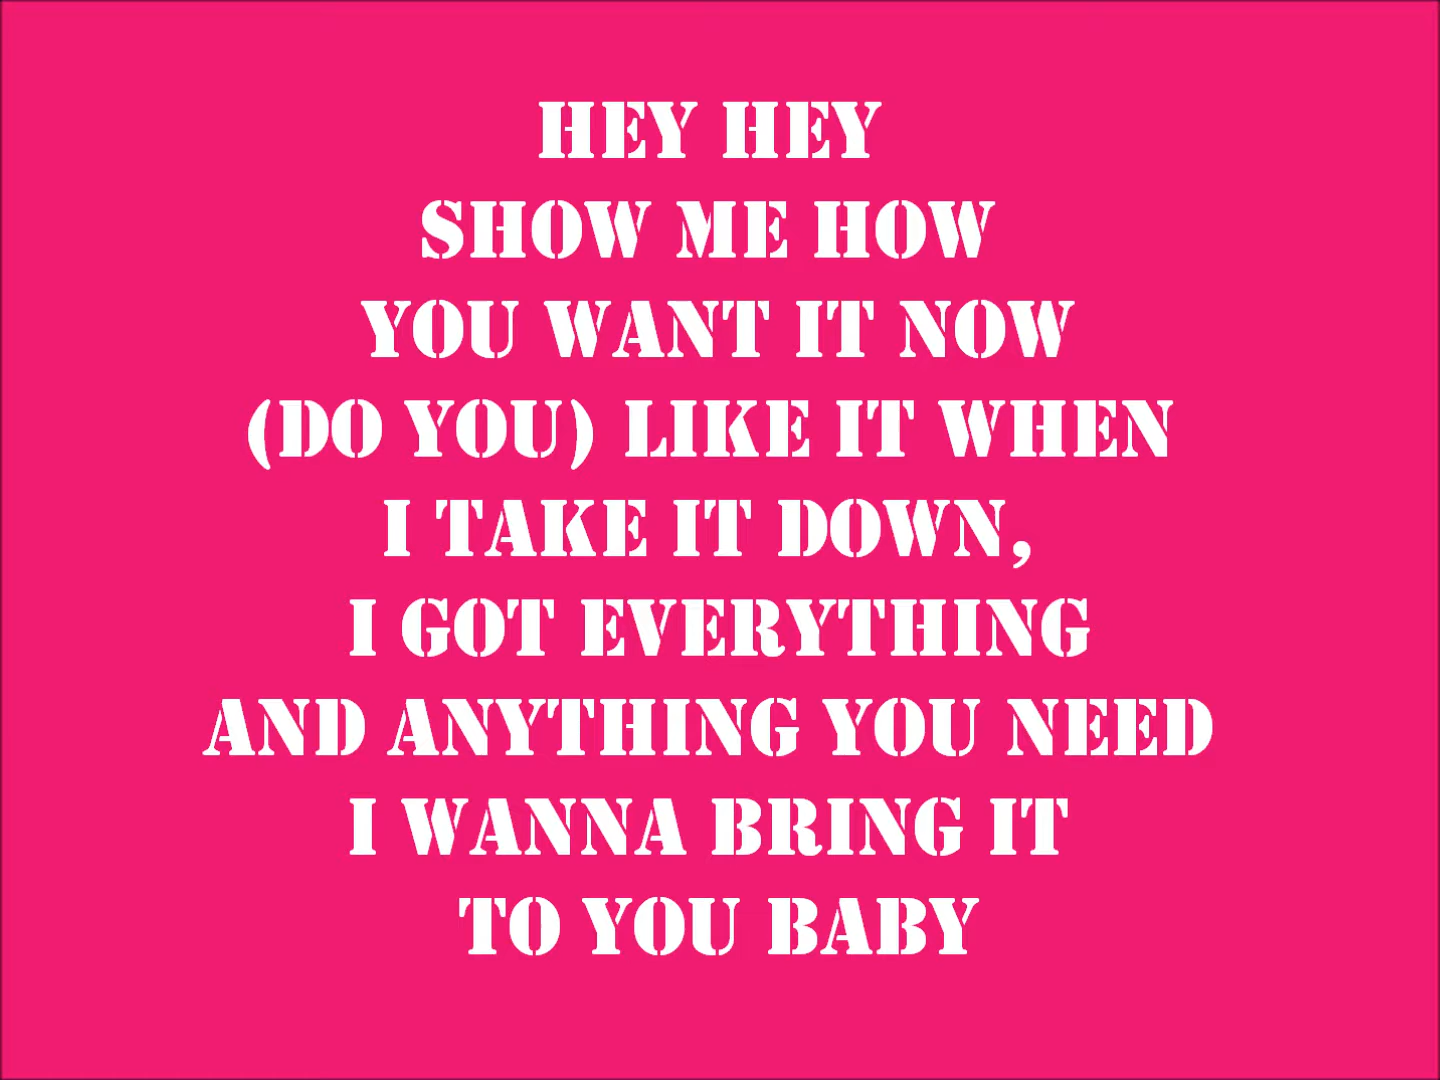 HEY HEY
SHOW ME HOW
YOU WANT IT NOW
(DO YOU) LIKE IT WHEN
I TAKE IT DOWN,
I GOT EVERYTHING
AND ANYTHING YOU NEED
I WANNA BRING IT
TO YOU BABY